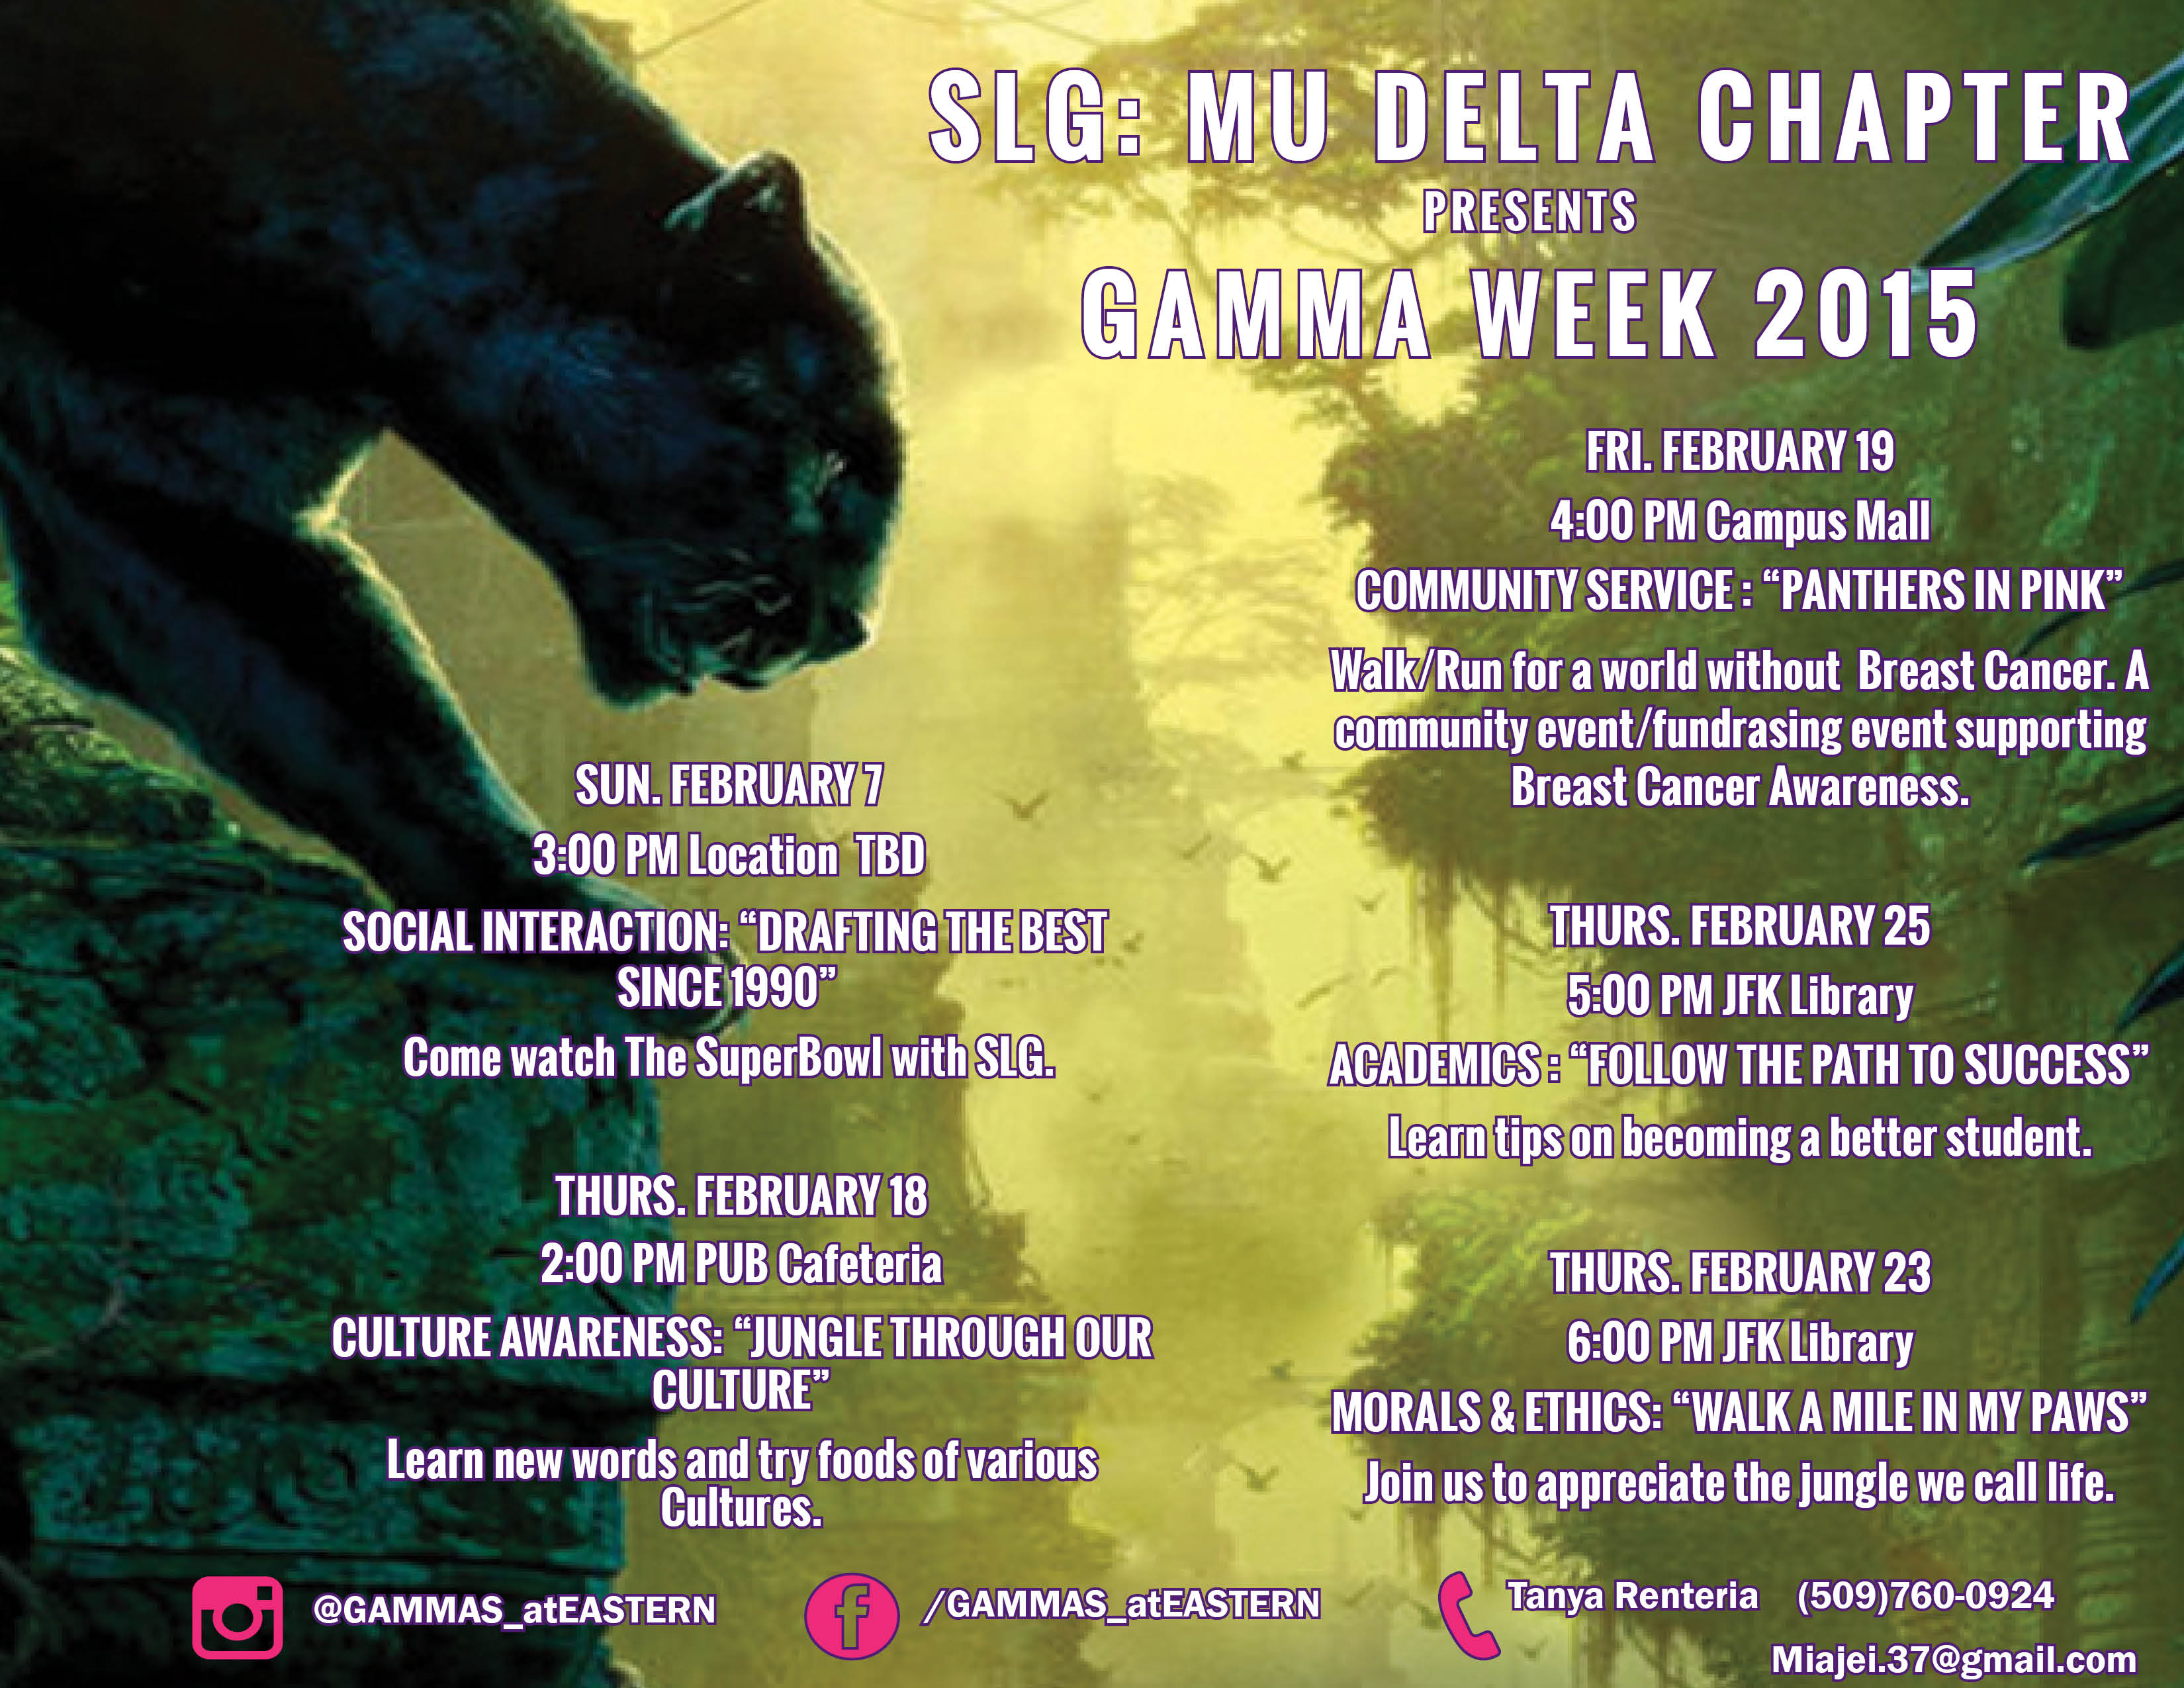 SLG: MU DELTA CHAPTER
PRESENTS
GAMMA WEEK 2015
SUN. FEBRUARY 7
3:00 PM Location TBD
SOCIAL INTERACTION: “DRAFTING THE BEST
SINCE 1990”
Come watch The SuperBowl with SLG.
THURS. FEBRUARY 18
2:00 PM PUB Cafeteria
CULTURE AWARENESS: “JUNGLE THROUGH OUR
CULTURE”
Learn new words and try foods of various
Cultures.
FRI. FEBRUARY 19
4:00 PM Campus Mall
COMMUNITY SERVICE : “PANTHERS IN PINK”
Walk/Run for a world without Breast Cancer. A
community event/fundrasing event supporting
Breast Cancer Awareness.
THURS. FEBRUARY 25
5:00 PM JFK Library
ACADEMICS : “FOLLOW THE PATH TO SUCCESS”
Learn tips on becoming a better student.
THURS. FEBRUARY 23
6:00 PM JFK Library
MORALS & ETHICS: “WALK A MILE IN MY PAWS”
Join us to appreciate the jungle we call life.
@GAMMAS_atEASTERN
/GAMMAS_atEASTERN
Tanya Renteria (509)760-0924
Miajei.37@gmail.com